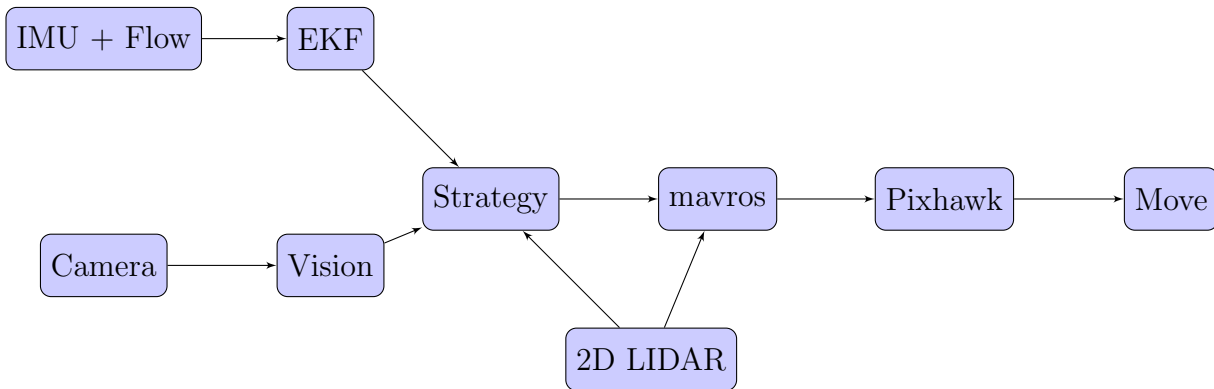 IMU + Flow
EKF
Strategy
mavros
Pixhawk
Move
Camera
Vision
2D LIDAR